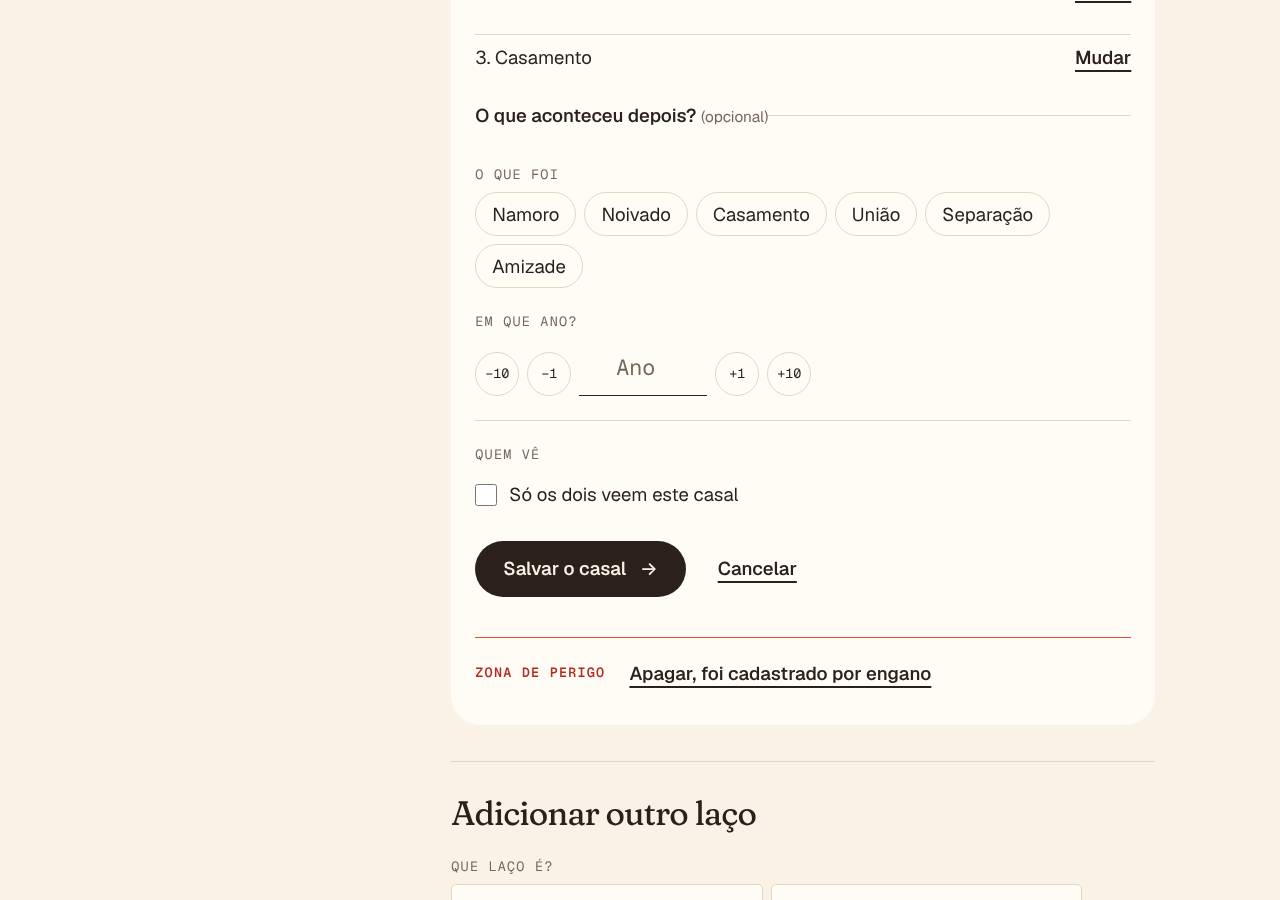 3. Casamento
Mudar
O que aconteceu depois? (opcional)
O QUE FOI
Namoro
Noivado
Casamento
União
Separação
Amizade
EM QUE ANO?
−10
−1
Ano
+1
+10
QUEM VÊ
Só os dois veem este casal
Salvar o casal →
Cancelar
ZONA DE PERIGO
Apagar, foi cadastrado por engano
Adicionar outro laço
QUE LAÇO É?